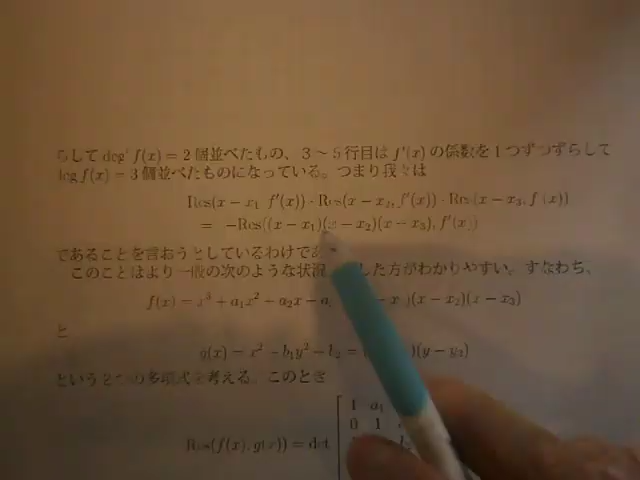 らして deg f(x) = 2 個並べたもの、3～5行目は f'(x) の係数を1つずつずらして
deg f(x) = 3 個並べたものになっている。つまり我々は
Res(x − x₁, f'(x)) · Res(x − x₂, f'(x)) · Res(x − x₃, f'(x))
= −Res((x − x₁)(x − x₂)(x − x₃), f'(x))
であることを言おうとしているわけであ
このことはより一般の次のような状況 した方がわかりやすい。すなわち、
f(x) = x³ + a₁x² + a₂x + a (x − x₂)(x − x₃)
と
g(x) = x² + b₁y² + b₂ = )(y − y₂)
という2つの多項式を考える。このとき
Res(f(x), g(x)) = det
1 a₁
0 1